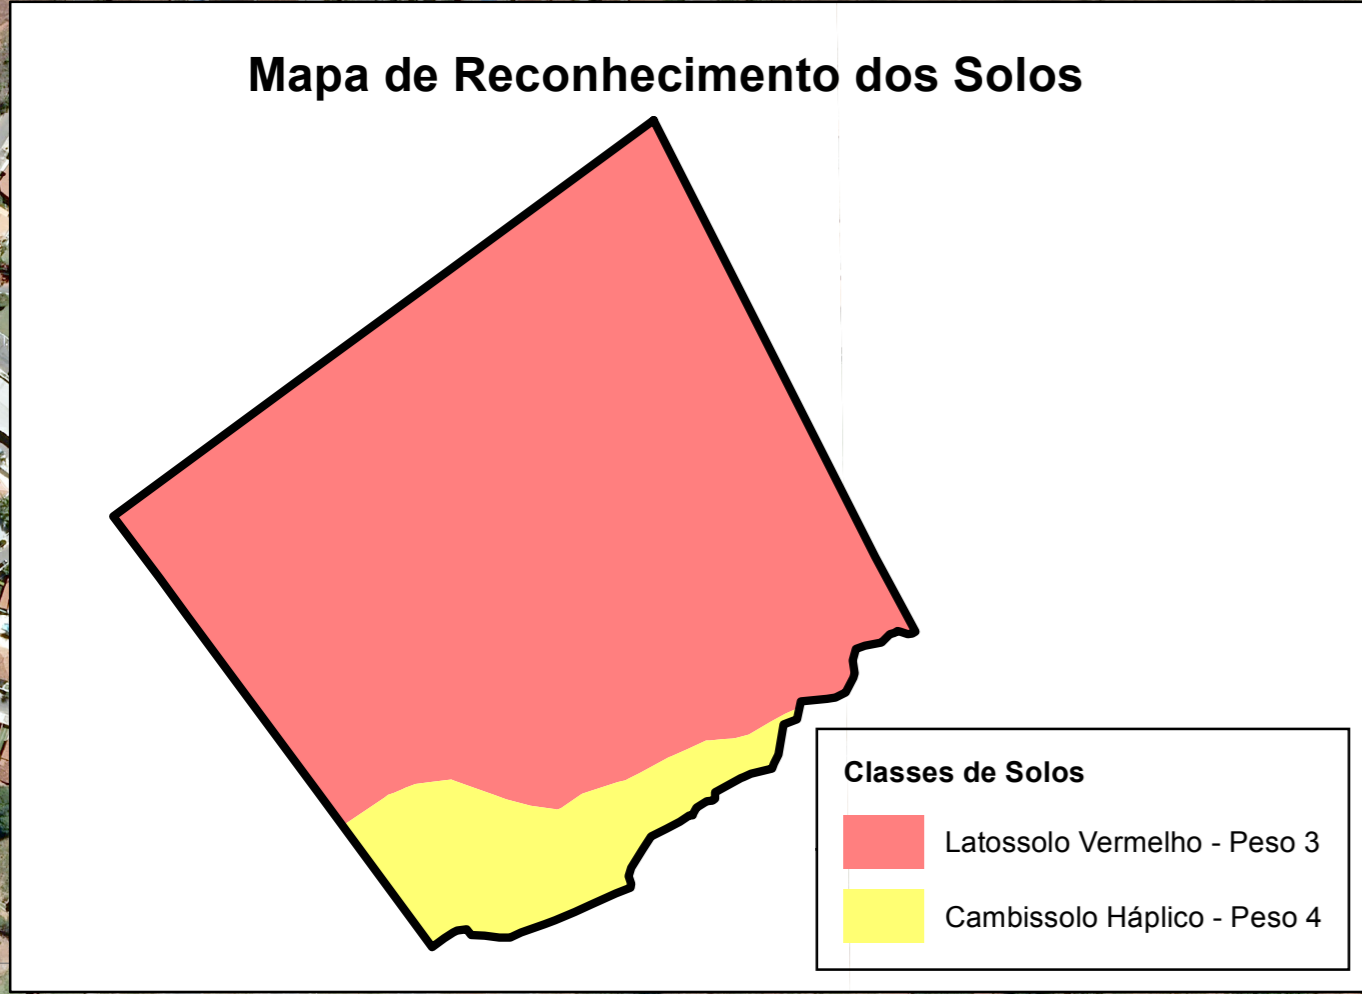 Mapa de Reconhecimento dos Solos
Classes de Solos
Latossolo Vermelho - Peso 3
Cambissolo Háplico - Peso 4